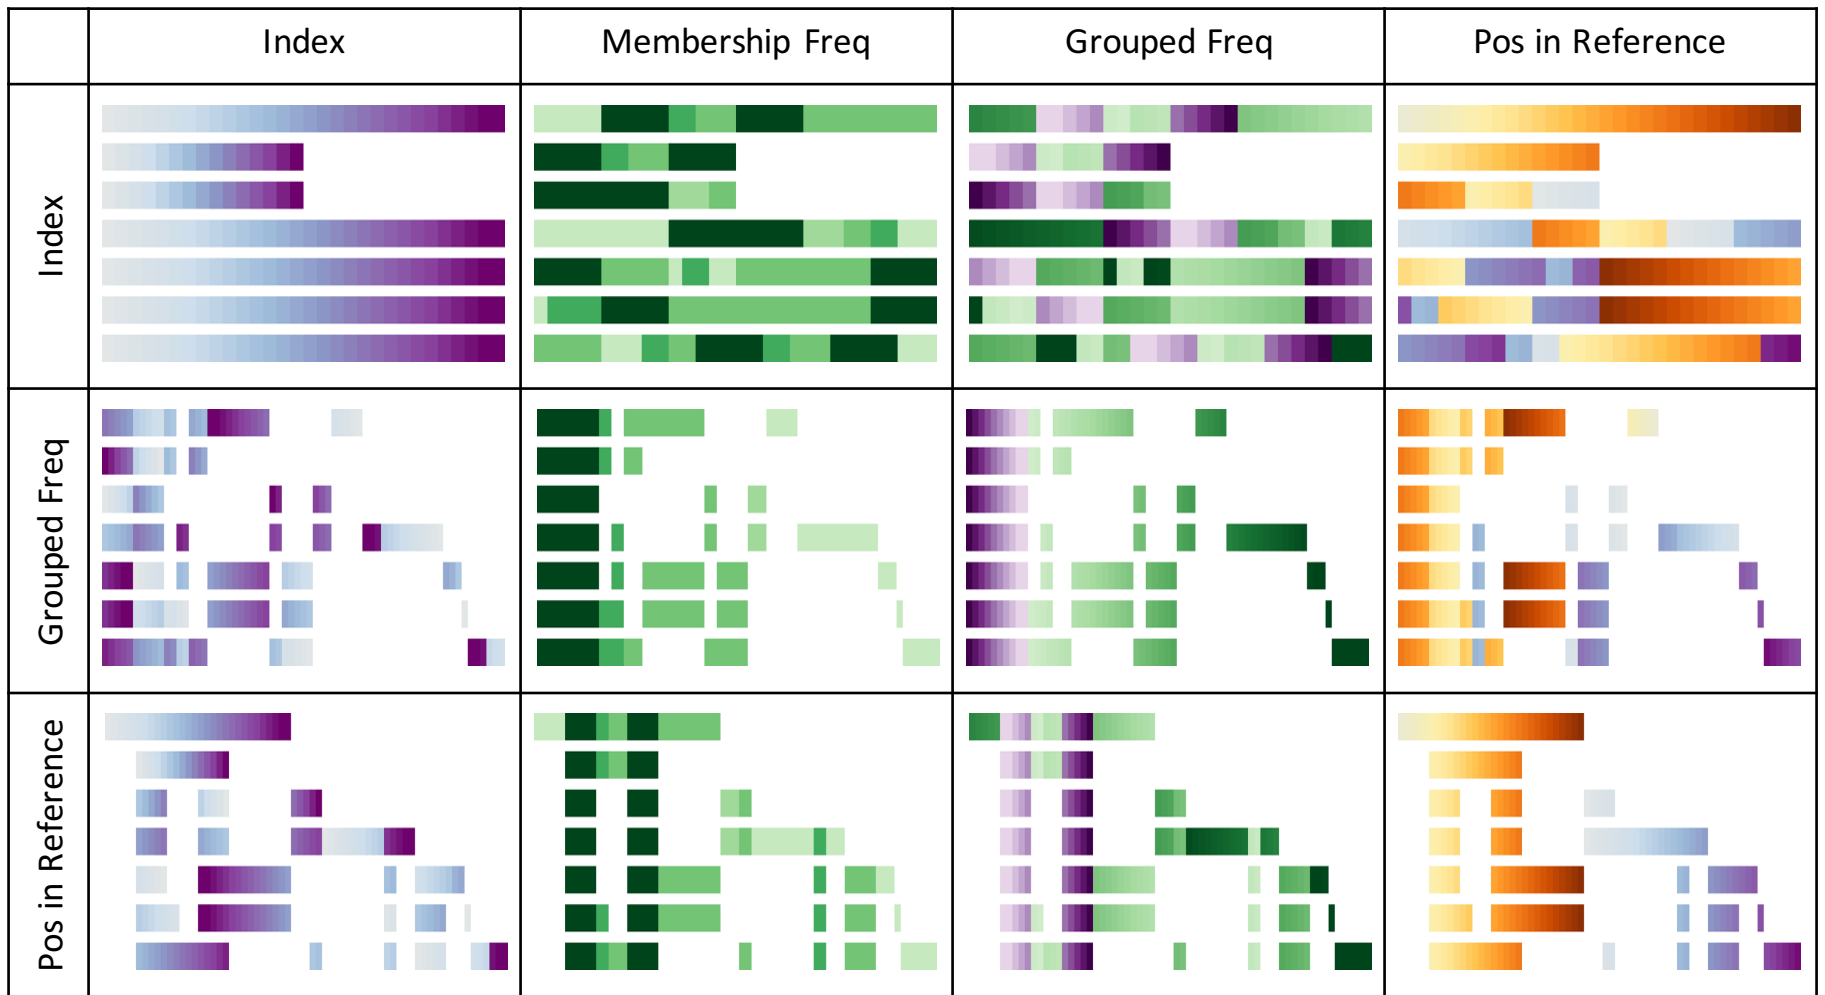 Index
Membership Freq
Grouped Freq
Pos in Reference
Index
Grouped Freq
Pos in Reference